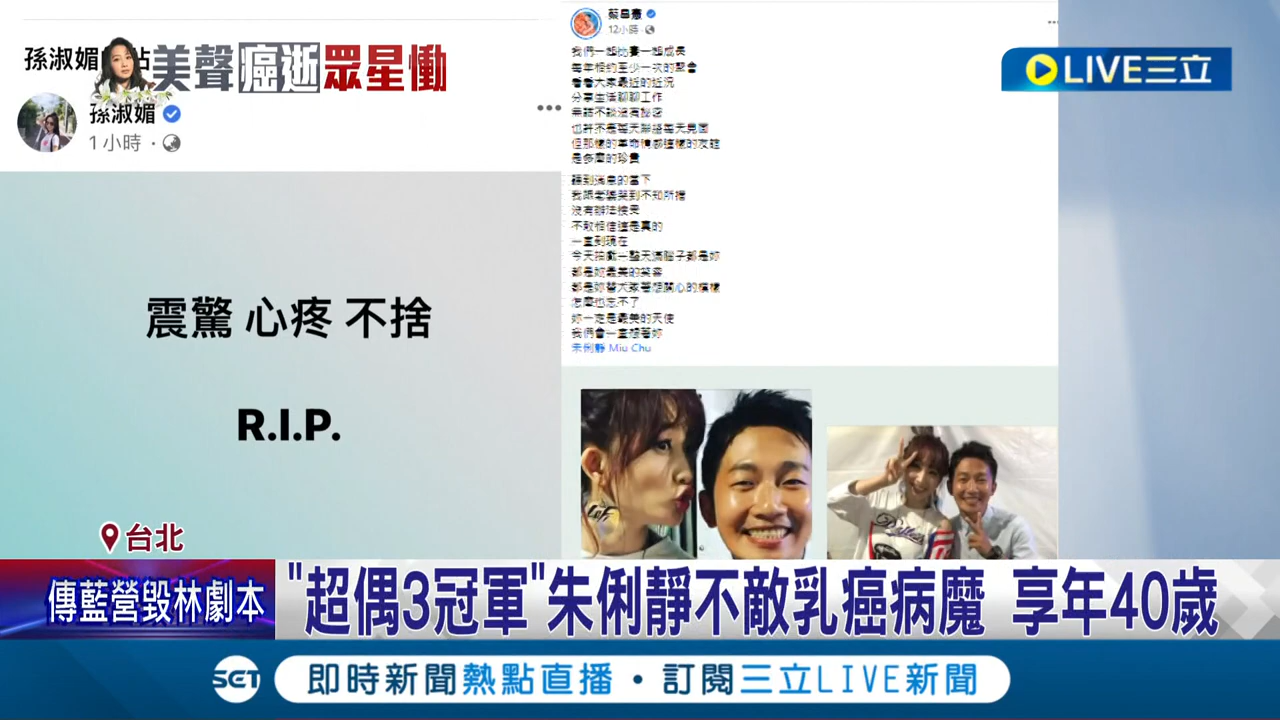 孫淑媚
美聲癌逝眾星慟
孫淑媚
1小時
震驚 心疼 不捨
R.I.P.
蔡昌憲
12小時
我們一起比賽一起成長
每年相約至少一次的聚會
看看大家最近的近況
分享生活聊聊工作
無話不談沒有秘密
也許不是每天聯絡每天見面
但那樣的革命情感這樣的友誼
是多麼的珍貴
聽到消息的當下
我跟老婆哭到不知所措
沒有辦法接受
不敢相信這是真的
一直到現在
今天拍戲一整天滿腦子都是妳
都是妳最美的笑容
都是妳替大家著想關心的模樣
怎麼也忘不了
妳一定是最美的天使
我們會一直想著妳
朱俐靜 Miu Chu
LIVE三立
台北
傳藍營毀林劇本
"超偶3冠軍"朱俐靜不敵乳癌病魔 享年40歲
SET
即時新聞熱點直播・訂閱三立LIVE新聞